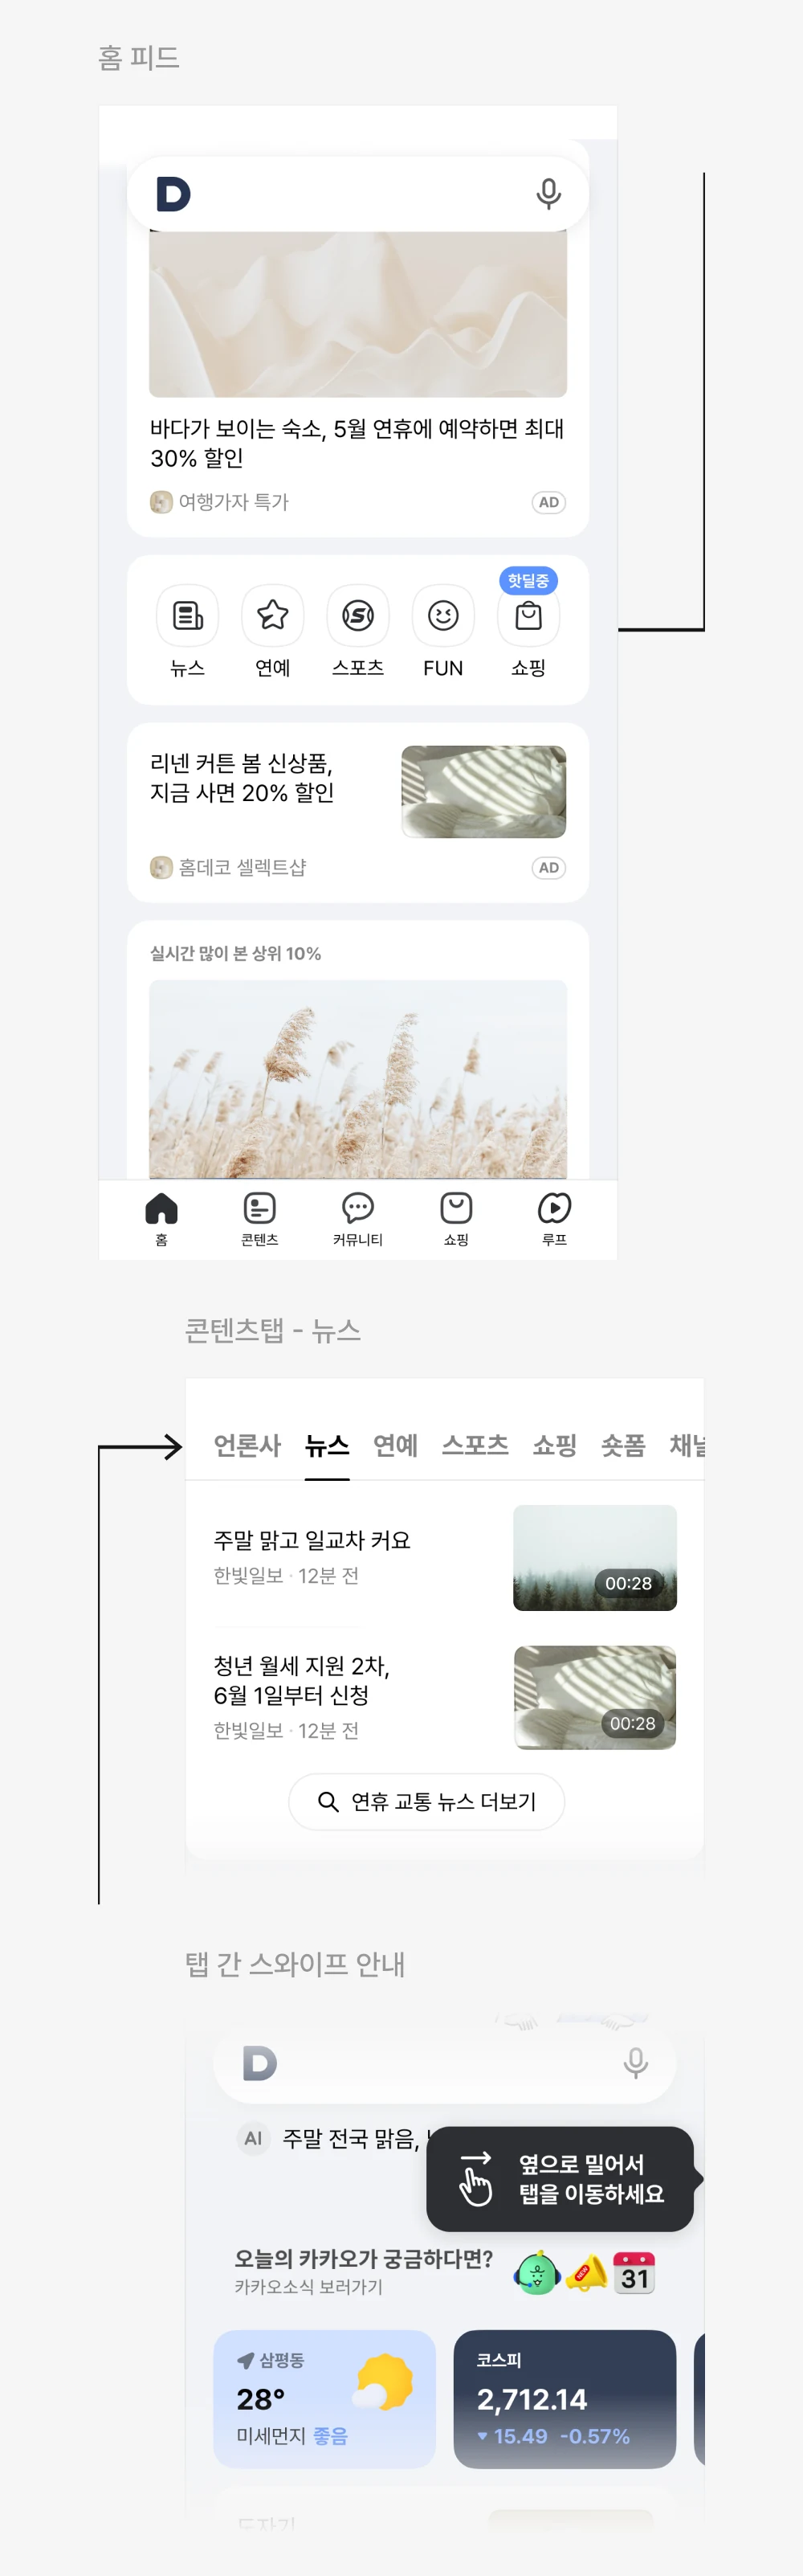 홈 피드
D
바다가 보이는 숙소, 5월 연휴에 예약하면 최대
30% 할인
여행가자 특가
AD
핫딜중
뉴스
연예
스포츠
FUN
쇼핑
리넨 커튼 봄 신상품,
지금 사면 20% 할인
홈데코 셀렉트샵
AD
실시간 많이 본 상위 10%
홈
콘텐츠
커뮤니티
쇼핑
루프
콘텐츠탭 - 뉴스
언론사
뉴스
연예
스포츠
쇼핑
숏폼
채널
주말 맑고 일교차 커요
한빛일보 · 12분 전
00:28
청년 월세 지원 2차,
6월 1일부터 신청
한빛일보 · 12분 전
00:28
연휴 교통 뉴스 더보기
탭 간 스와이프 안내
D
AI
주말 전국 맑음,
옆으로 밀어서
탭을 이동하세요
오늘의 카카오가 궁금하다면?
카카오소식 보러가기
NEW
31
삼평동
28°
미세먼지 좋음
코스피
2,712.14
15.49 -0.57%